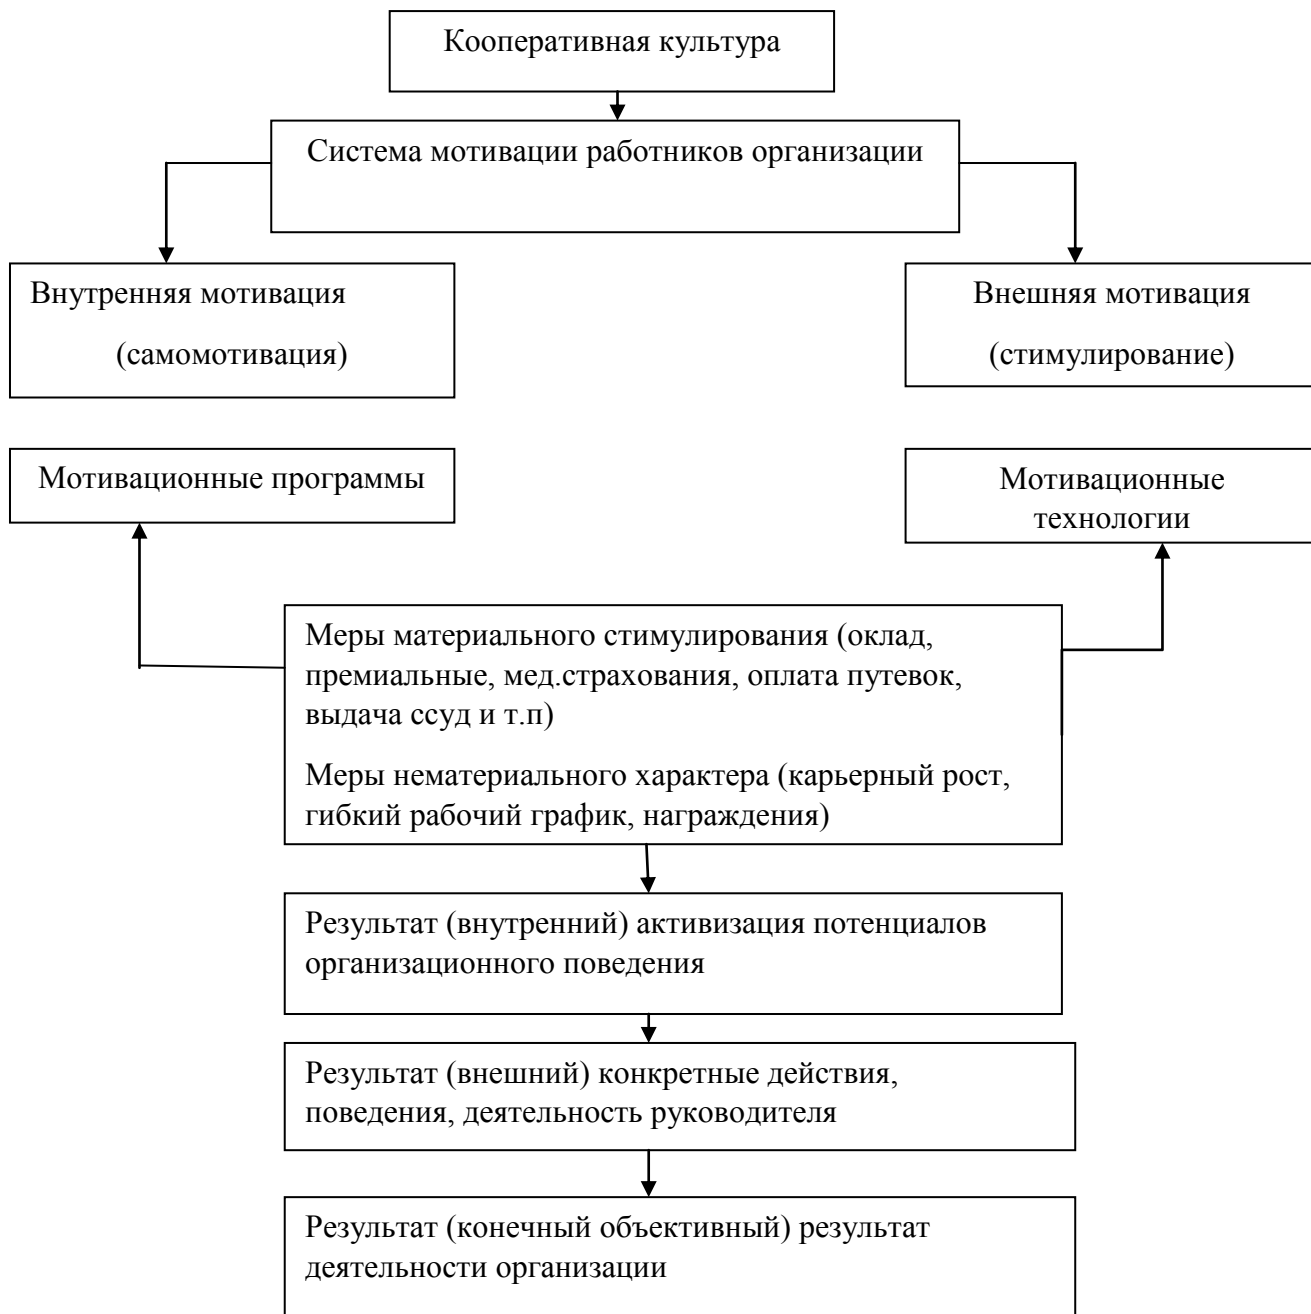 Кооперативная культура
Система мотивации работников организации
Внутренняя мотивация
(самомотивация)
Внешняя мотивация
(стимулирование)
Мотивационные программы
Мотивационные
технологии
Меры материального стимулирования (оклад,
премиальные, мед.страхования, оплата путевок,
выдача ссуд и т.п)
Меры нематериального характера (карьерный рост,
гибкий рабочий график, награждения)
Результат (внутренний) активизация потенциалов
организационного поведения
Результат (внешний) конкретные действия,
поведения, деятельность руководителя
Результат (конечный объективный) результат
деятельности организации